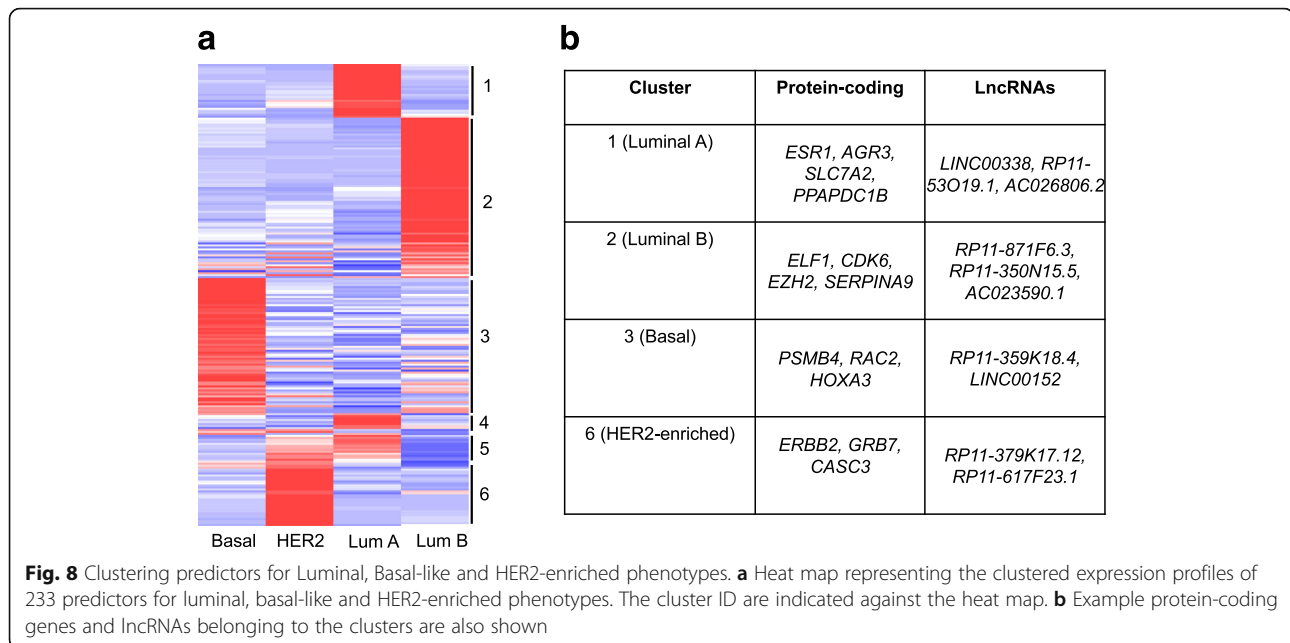 a
1
2
3
4
5
6
Basal HER2 Lum A Lum B
b
Cluster Protein-coding LncRNAs
1 (Luminal A)
ESR1, AGR3,
SLC7A2,
PPAPDC1B
LINC00338, RP11-
53O19.1, AC026806.2
2 (Luminal B)
ELF1, CDK6,
EZH2, SERPINA9
RP11-871F6.3,
RP11-350N15.5,
AC023590.1
3 (Basal)
PSMB4, RAC2,
HOXA3
RP11-359K18.4,
LINC00152
6 (HER2-enriched)
ERBB2, GRB7,
CASC3
RP11-379K17.12,
RP11-617F23.1
Fig. 8 Clustering predictors for Luminal, Basal-like and HER2-enriched phenotypes. a Heat map representing the clustered expression profiles of
233 predictors for luminal, basal-like and HER2-enriched phenotypes. The cluster ID are indicated against the heat map. b Example protein-coding
genes and lncRNAs belonging to the clusters are also shown